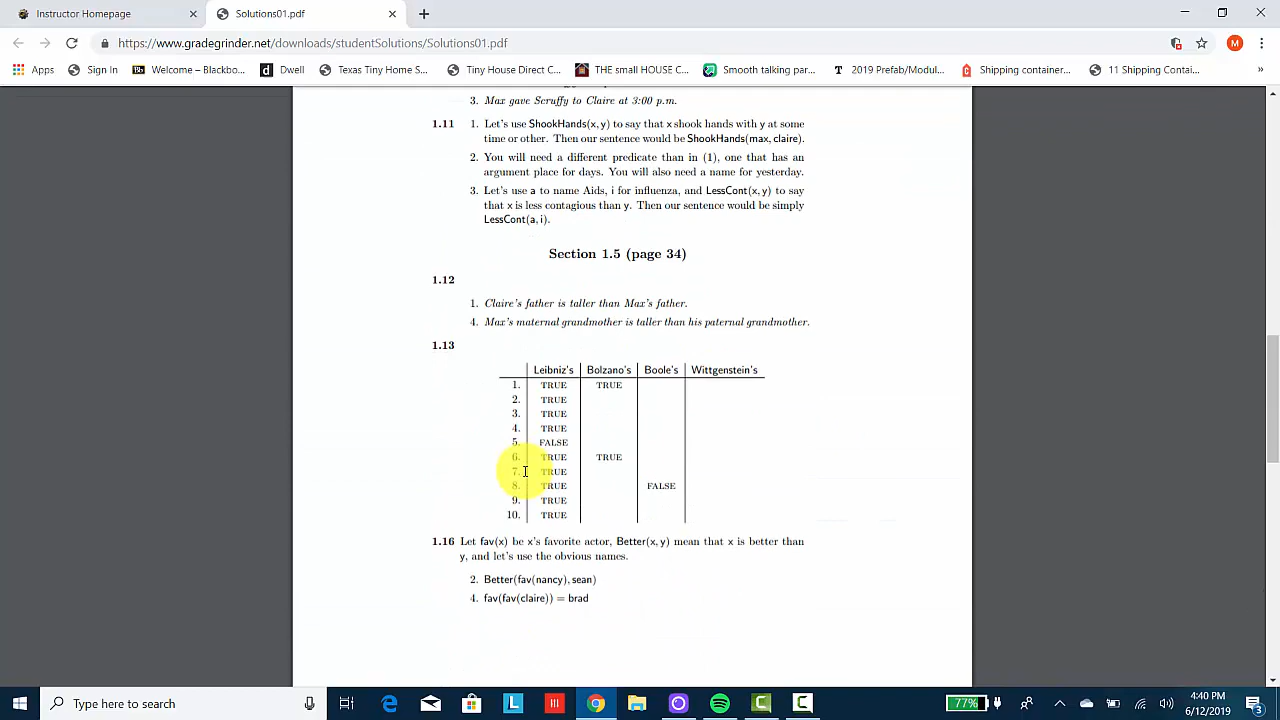 Instructor Homepage
Solutions01.pdf
https://www.gradegrinder.net/downloads/studentSolutions/Solutions01.pdf
M
Apps
Sign In
Welcome – Blackbo...
Dwell
Texas Tiny Home S...
Tiny House Direct C...
THE small HOUSE C...
Smooth talking par...
2019 Prefab/Modul...
Shipping container...
11 Shipping Contai...
3. Max gave Scruffy to Claire at 3:00 p.m.
1.11 1. Let's use ShookHands(x, y) to say that x shook hands with y at some
time or other. Then our sentence would be ShookHands(max, claire).
2. You will need a different predicate than in (1), one that has an
argument place for days. You will also need a name for yesterday.
3. Let's use a to name Aids, i for influenza, and LessCont(x, y) to say
that x is less contagious than y. Then our sentence would be simply
LessCont(a, i).
Section 1.5 (page 34)
1.12
1. Claire's father is taller than Max's father.
4. Max's maternal grandmother is taller than his paternal grandmother.
1.13
Leibniz's Bolzano's Boole's Wittgenstein's
1. TRUE TRUE
2. TRUE
3. TRUE
4. TRUE
5. FALSE
6. TRUE TRUE
7. TRUE
8. TRUE FALSE
9. TRUE
10. TRUE
1.16 Let fav(x) be x's favorite actor, Better(x, y) mean that x is better than
y, and let's use the obvious names.
2. Better(fav(nancy), sean)
4. fav(fav(claire)) = brad
Type here to search
77%
4:40 PM
6/12/2019